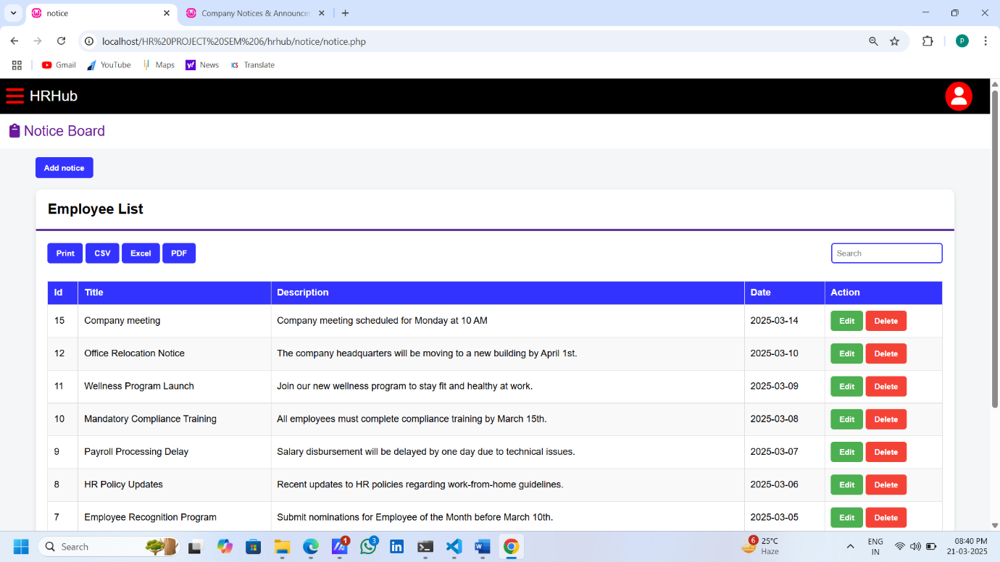 notice
Company Notices & Announcer
localhost/HR%20PROJECT%20SEM%206/hrhub/notice/notice.php
P
Gmail
YouTube
Maps
y!
News
ICS
Translate
HRHub
Notice Board
Add notice
Employee List
Print CSV Excel PDF
Search
Id Title Description Date Action
15 Company meeting Company meeting scheduled for Monday at 10 AM 2025-03-14 Edit Delete
12 Office Relocation Notice The company headquarters will be moving to a new building by April 1st. 2025-03-10 Edit Delete
11 Wellness Program Launch Join our new wellness program to stay fit and healthy at work. 2025-03-09 Edit Delete
10 Mandatory Compliance Training All employees must complete compliance training by March 15th. 2025-03-08 Edit Delete
9 Payroll Processing Delay Salary disbursement will be delayed by one day due to technical issues. 2025-03-07 Edit Delete
8 HR Policy Updates Recent updates to HR policies regarding work-from-home guidelines. 2025-03-06 Edit Delete
7 Employee Recognition Program Submit nominations for Employee of the Month before March 10th. 2025-03-05 Edit Delete
Search
1
3
in
W
6
25°C
Haze
ENG
IN
08:40 PM
21-03-2025